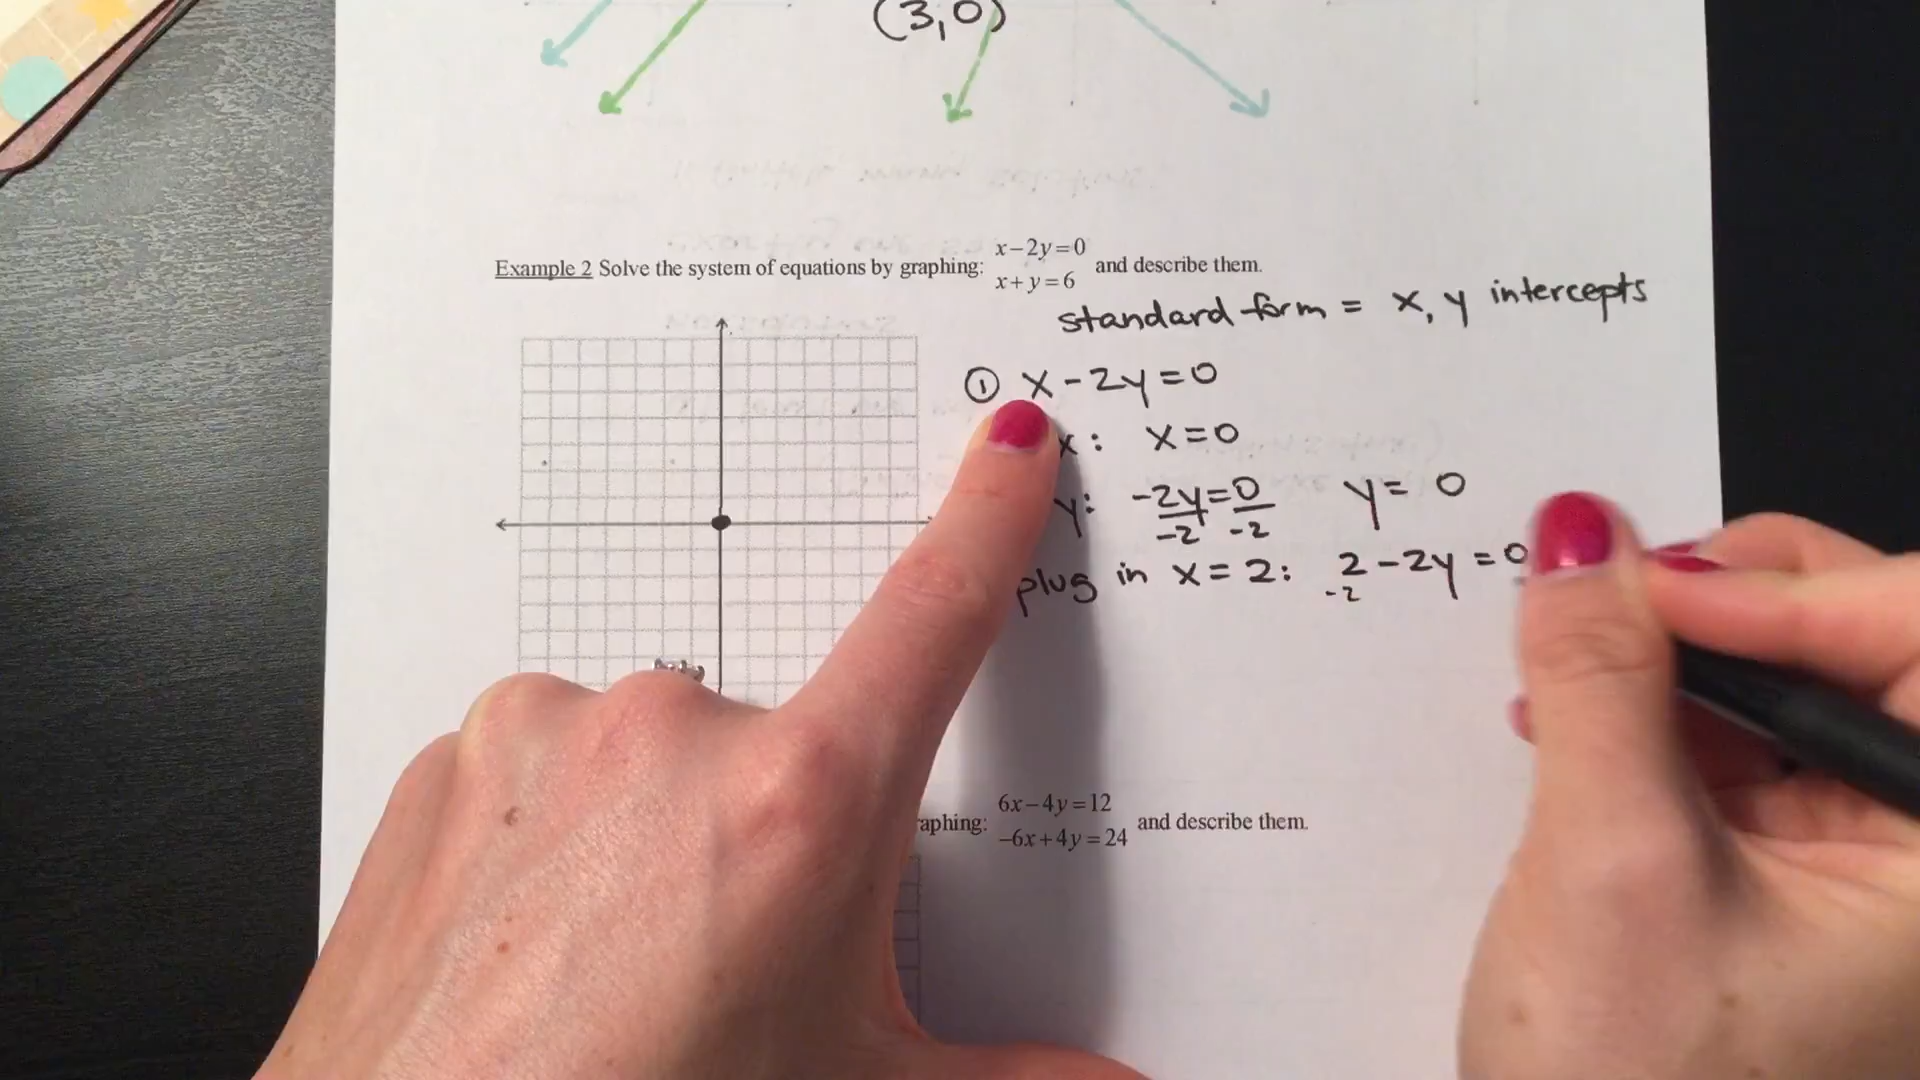 (3,0)
Example 2 Solve the system of equations by graphing: x-2y=0 and describe them.
x+y=6
standard form = x, y intercepts
① x-2y=0
x: x=0
y: -2y=0 y= 0
-2 -2
plug in x=2: 2-2y=0
-2
aphing: 6x-4y=12 and describe them.
-6x+4y=24